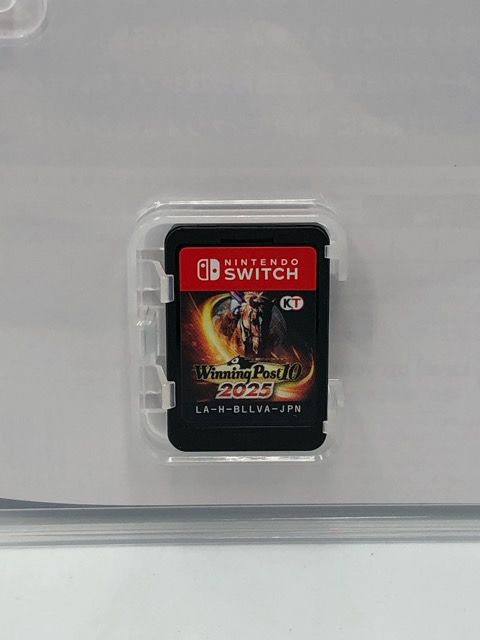 NINTENDO
SWITCH
KT
Winning Post 10
2025
LA-H-BLLVA-JPN